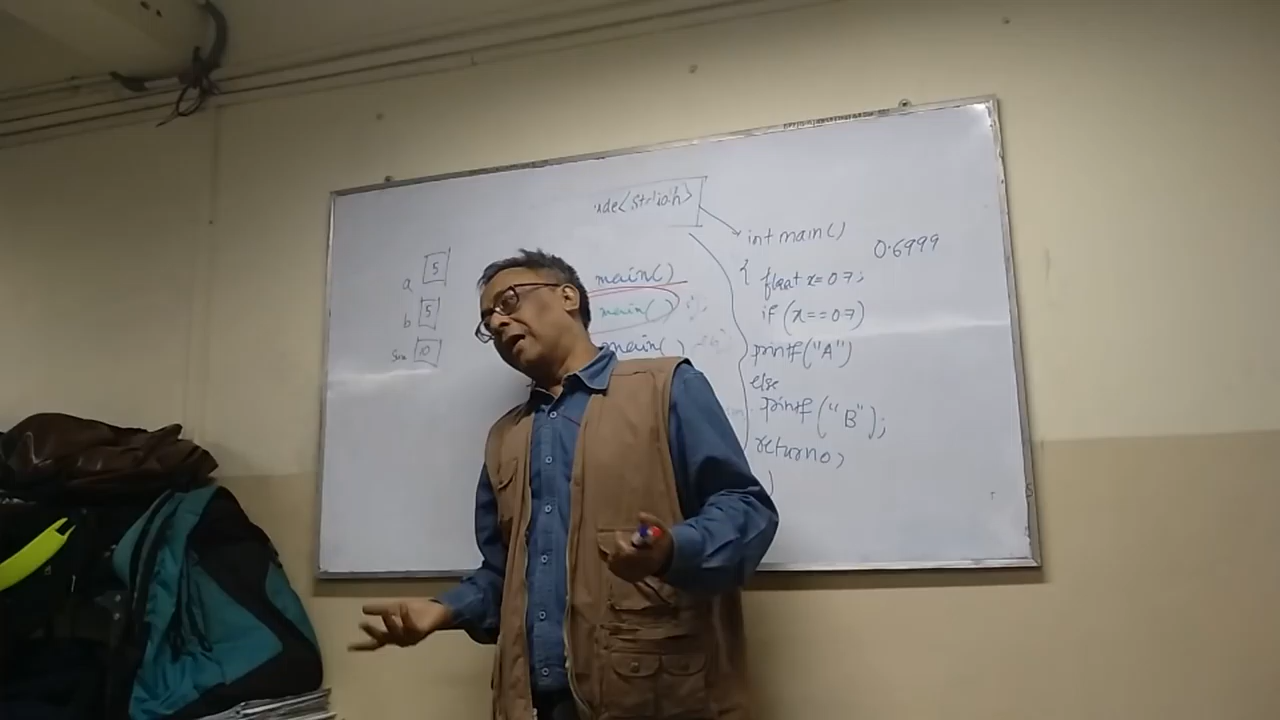 ude<stdio.h>
a 5
b 5
Sum 10
main()
main()
main()
int main()
{ float x=0.7;
if (x==0.7)
printf("A")
else
printf("B");
return 0;
}
0.6999